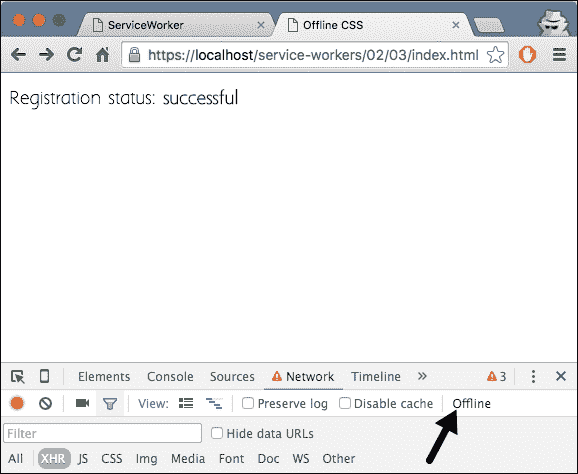 ServiceWorker Offline CSS
https://localhost/service-workers/02/03/index.html
Registration status: successful
Elements Console Sources Network Timeline » 3
View: Preserve log Disable cache Offline
Filter Hide data URLs
All XHR JS CSS Img Media Font Doc WS Other